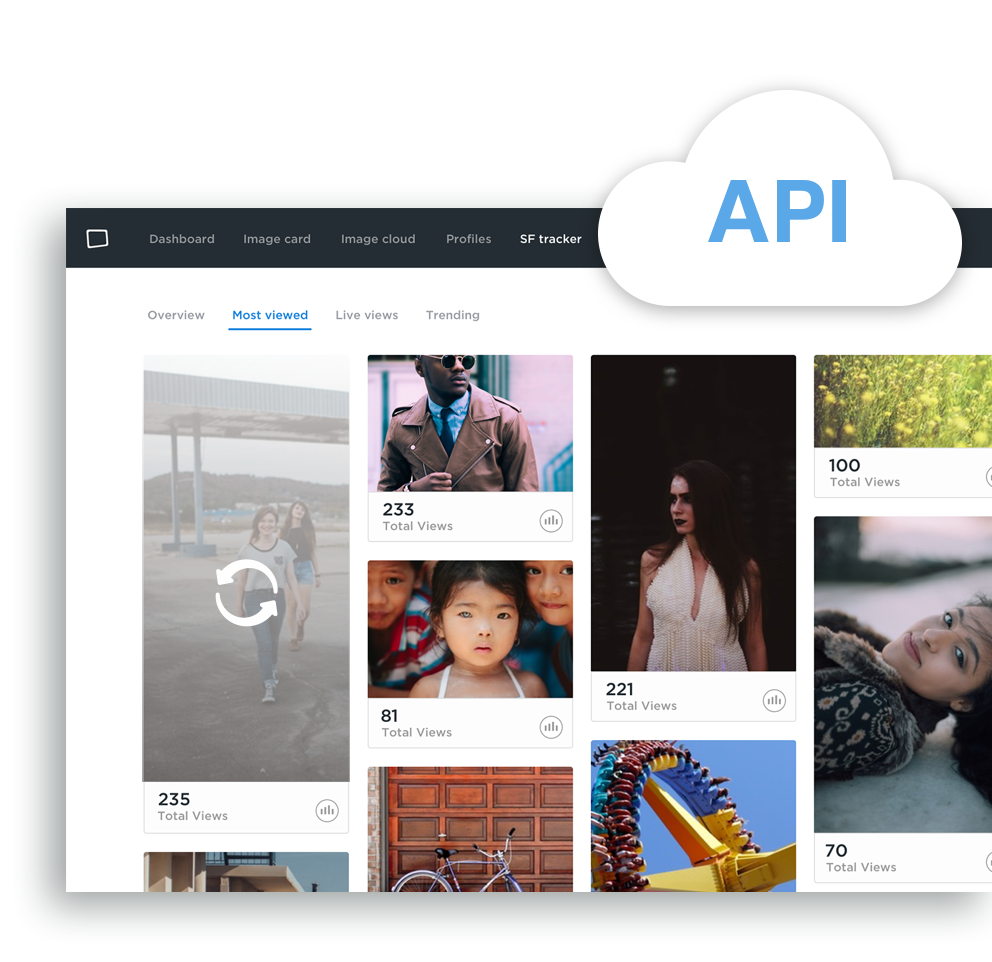 API
Dashboard
Image card
Image cloud
Profiles
SF tracker
Overview
Most viewed
Live views
Trending
235
Total Views
233
Total Views
81
Total Views
221
Total Views
100
Total Views
70
Total Views